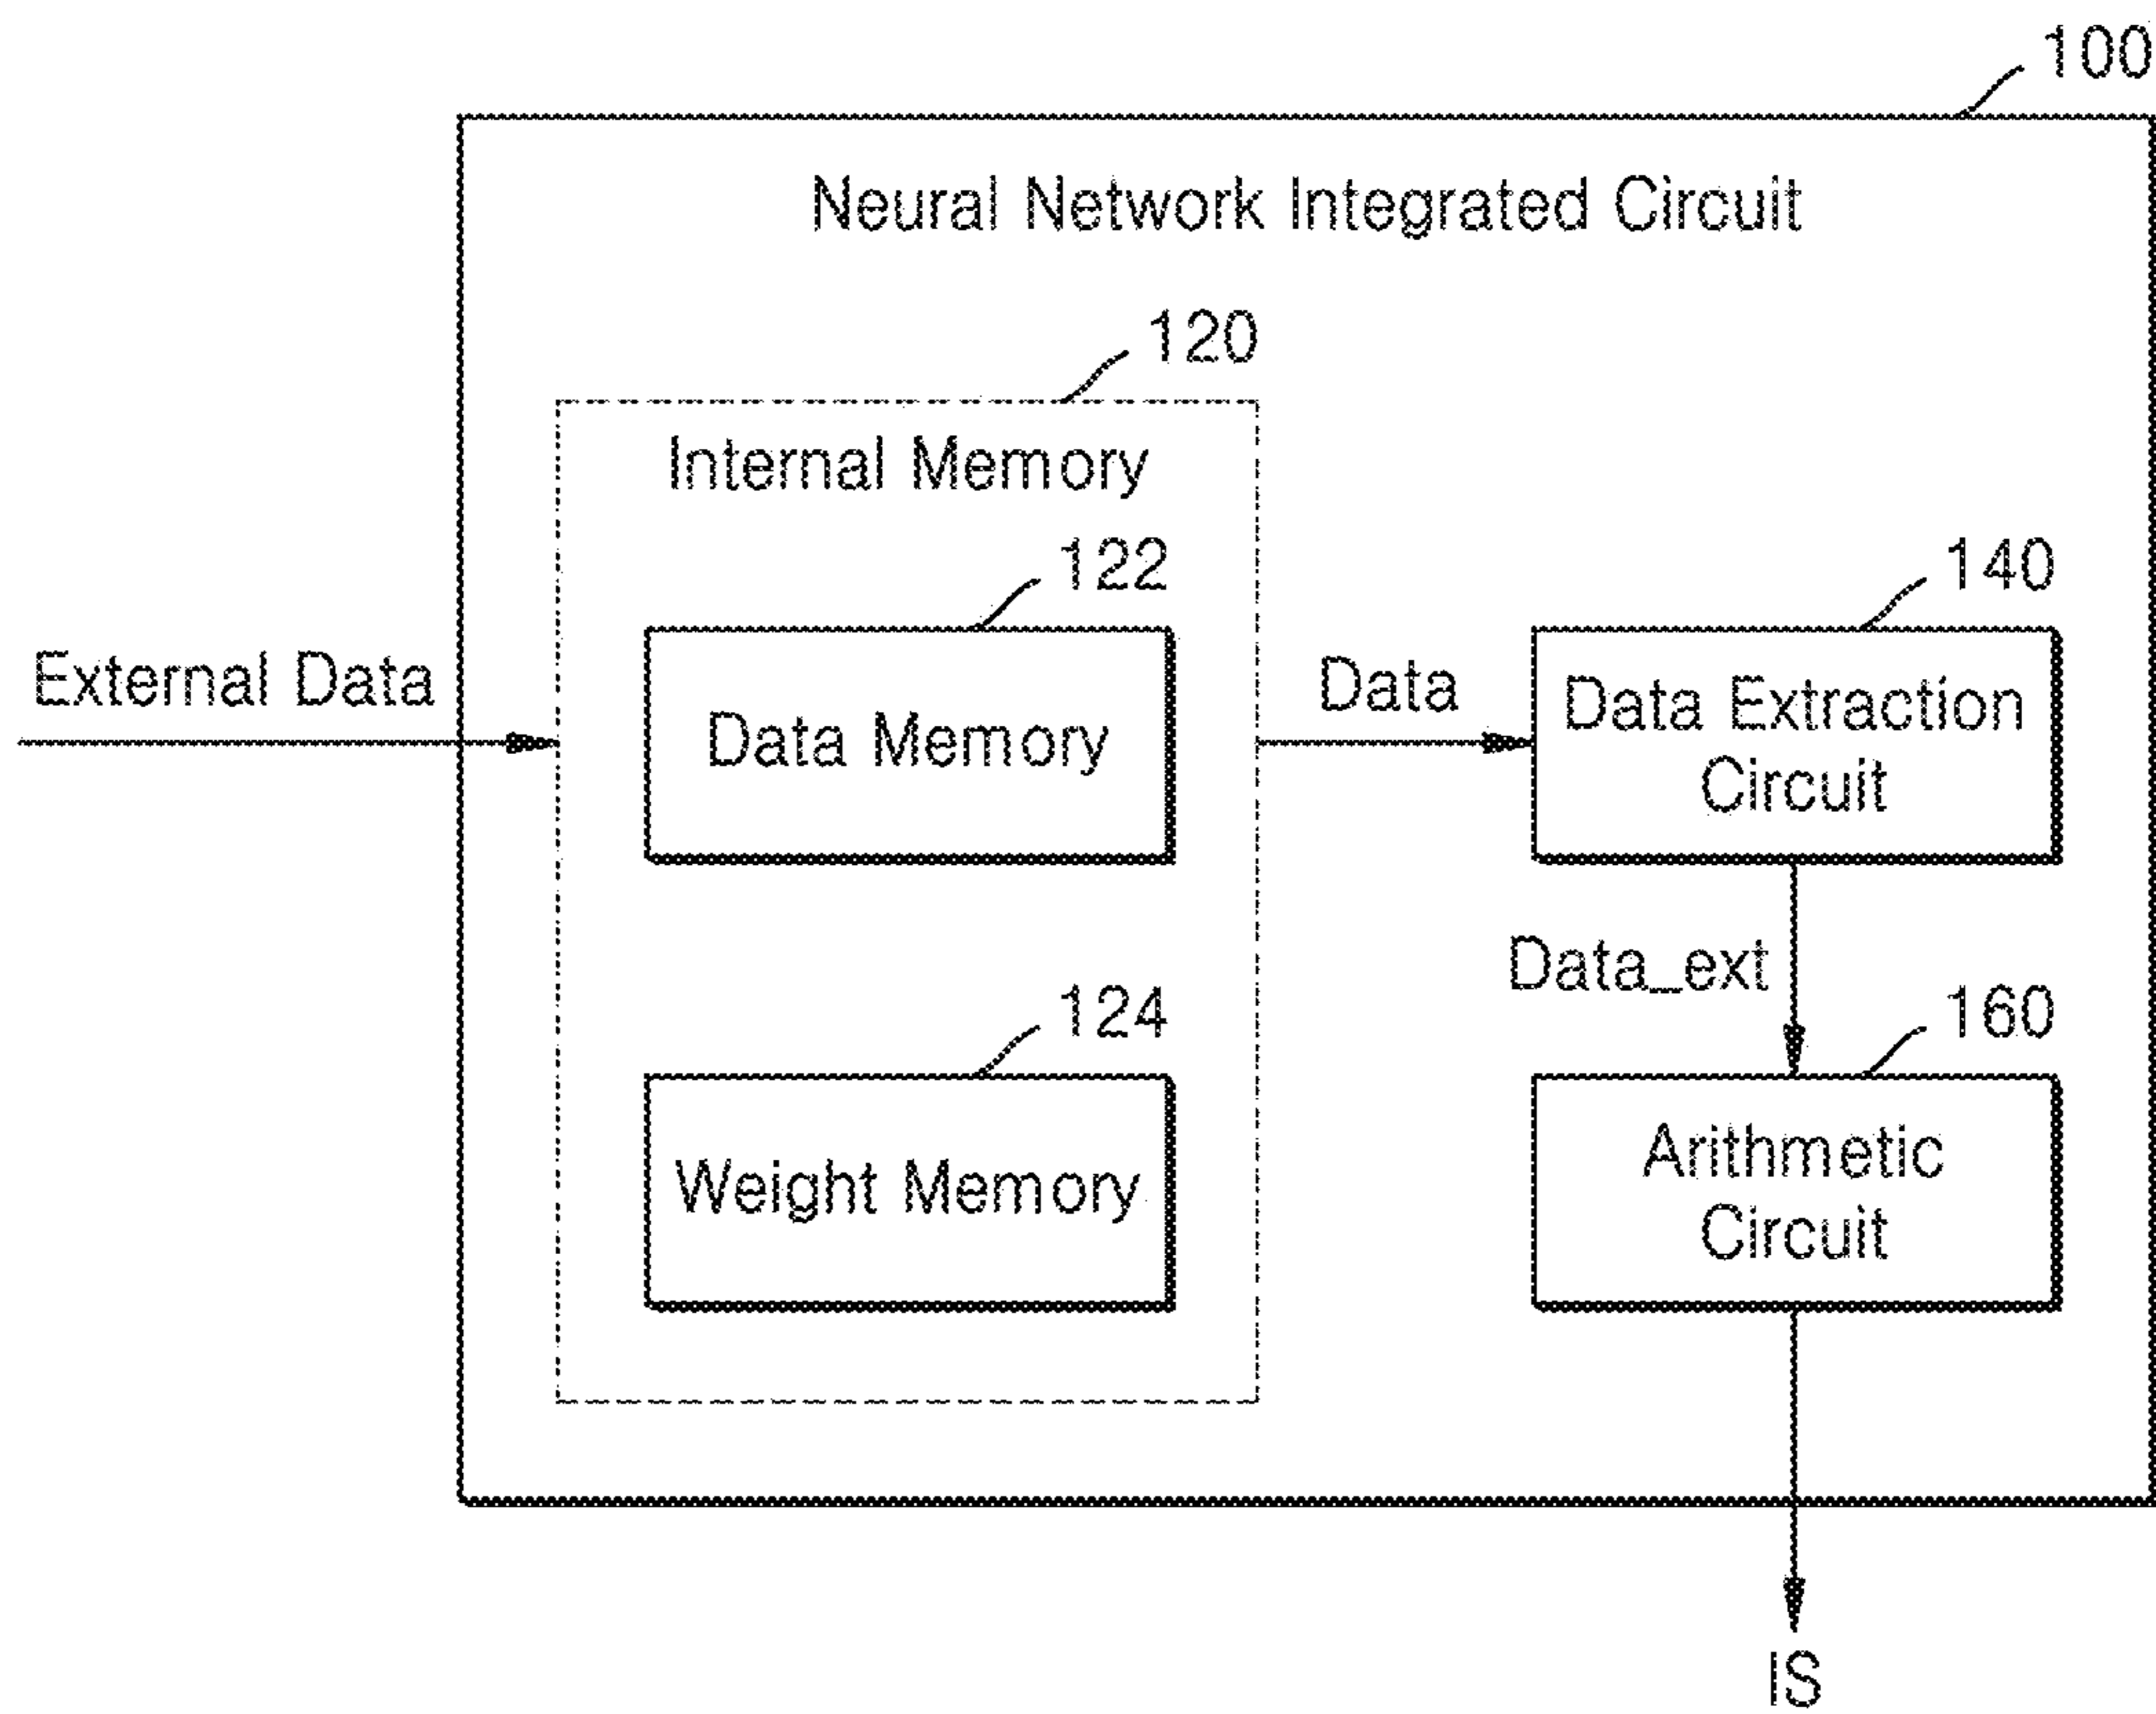 100
Neural Network Integrated Circuit
120
Internal Memory
122
140
External Data
Data
Data Memory
Data Extraction
Circuit
Data_ext
124
160
Weight Memory
Arithmetic
Circuit
IS